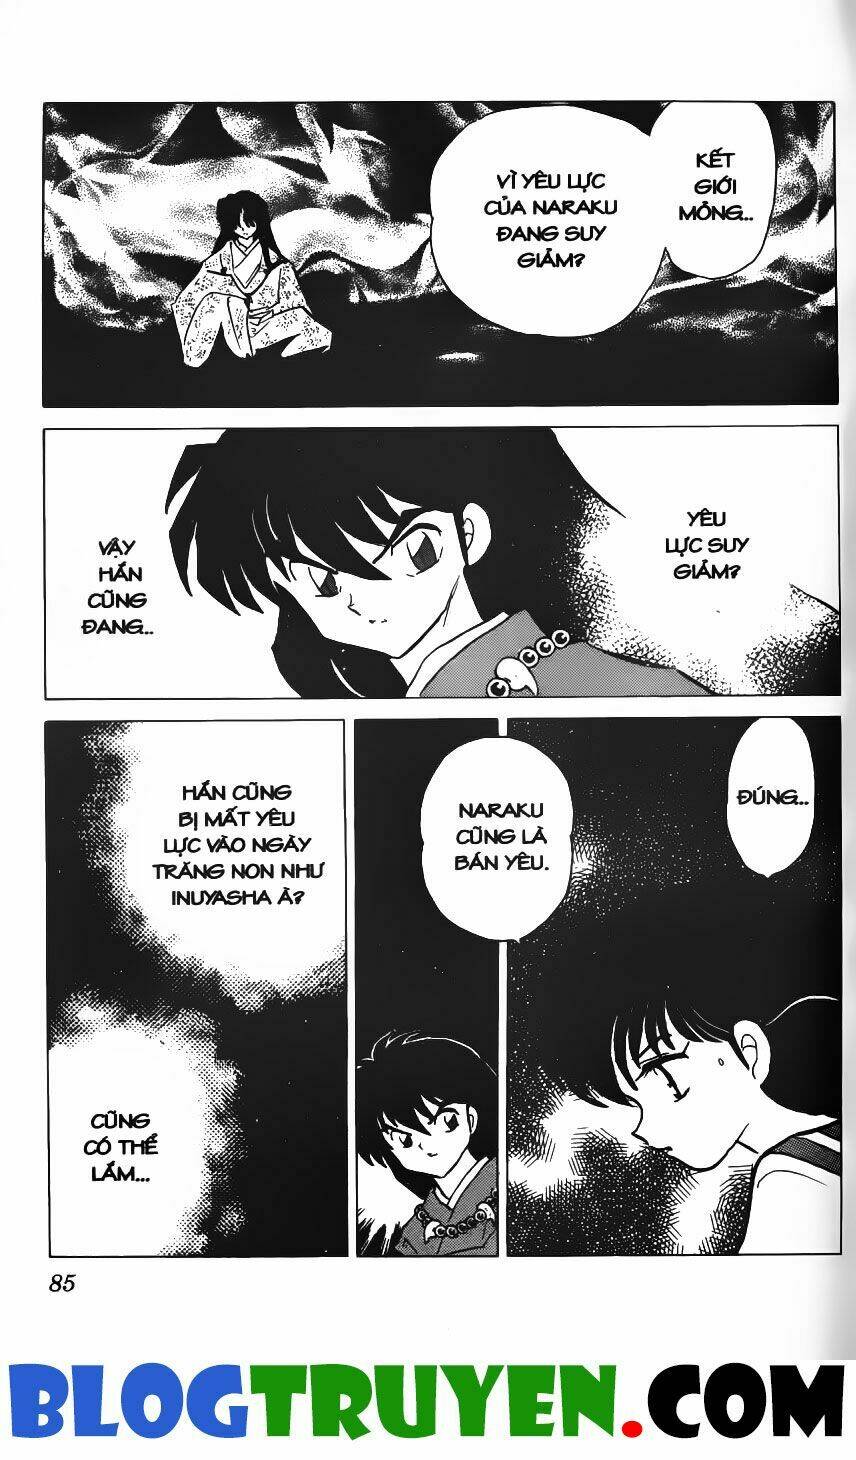 KẾT
GIỚI
MỎNG...
VÌ YÊU LỰC
CỦA NARAKU
ĐANG SUY
GIẢM?
YÊU
LỰC SUY
GIẢM?
VẬY
HẮN
CŨNG
ĐANG...
ĐÚNG...
NARAKU
CŨNG LÀ
BÁN YÊU.
HẮN CŨNG
BỊ MẤT YÊU
LỰC VÀO NGÀY
TRĂNG NON NHƯ
INUYASHA À?
CŨNG
CÓ THỂ
LẮM...
85
BLOGTRUYEN.COM